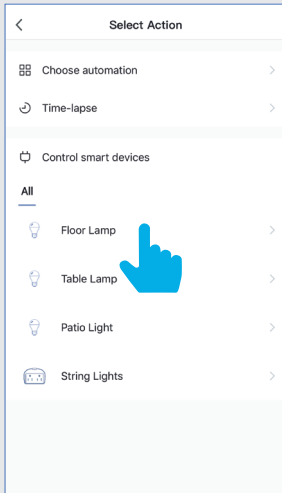 Select Action
Choose automation
Time-lapse
Control smart devices
All
Floor Lamp
Table Lamp
Patio Light
String Lights